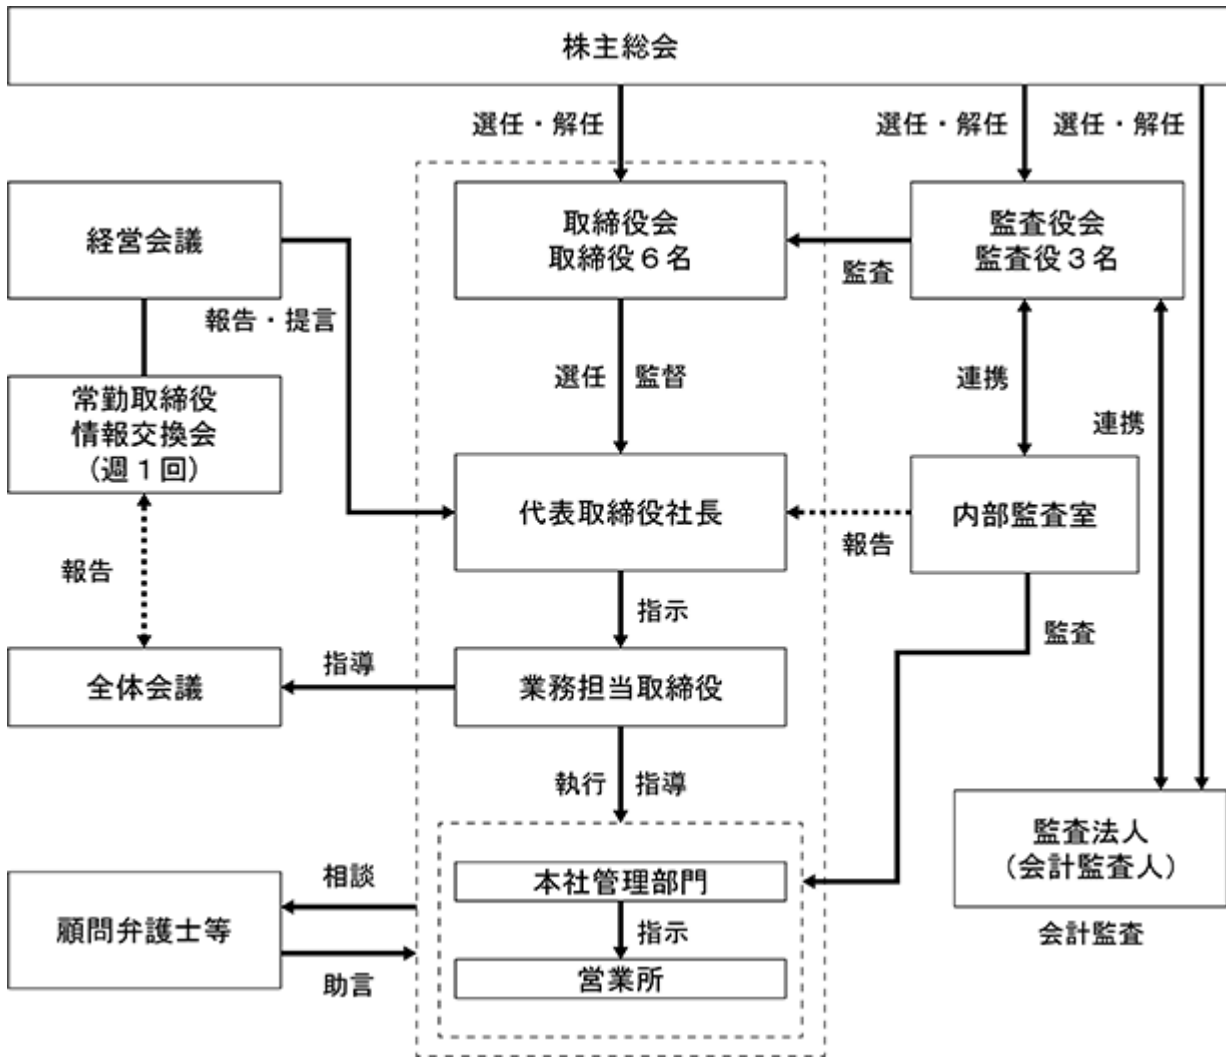 株主総会
選任・解任
選任・解任
選任・解任
経営会議
取締役会
取締役6名
監査役会
監査役3名
監査
報告・提言
選任
監督
連携
連携
常勤取締役
情報交換会
(週1回)
代表取締役社長
内部監査室
報告
報告
指示
監査
全体会議
指導
業務担当取締役
執行
指導
監査法人
(会計監査人)
会計監査
顧問弁護士等
相談
助言
本社管理部門
指示
営業所